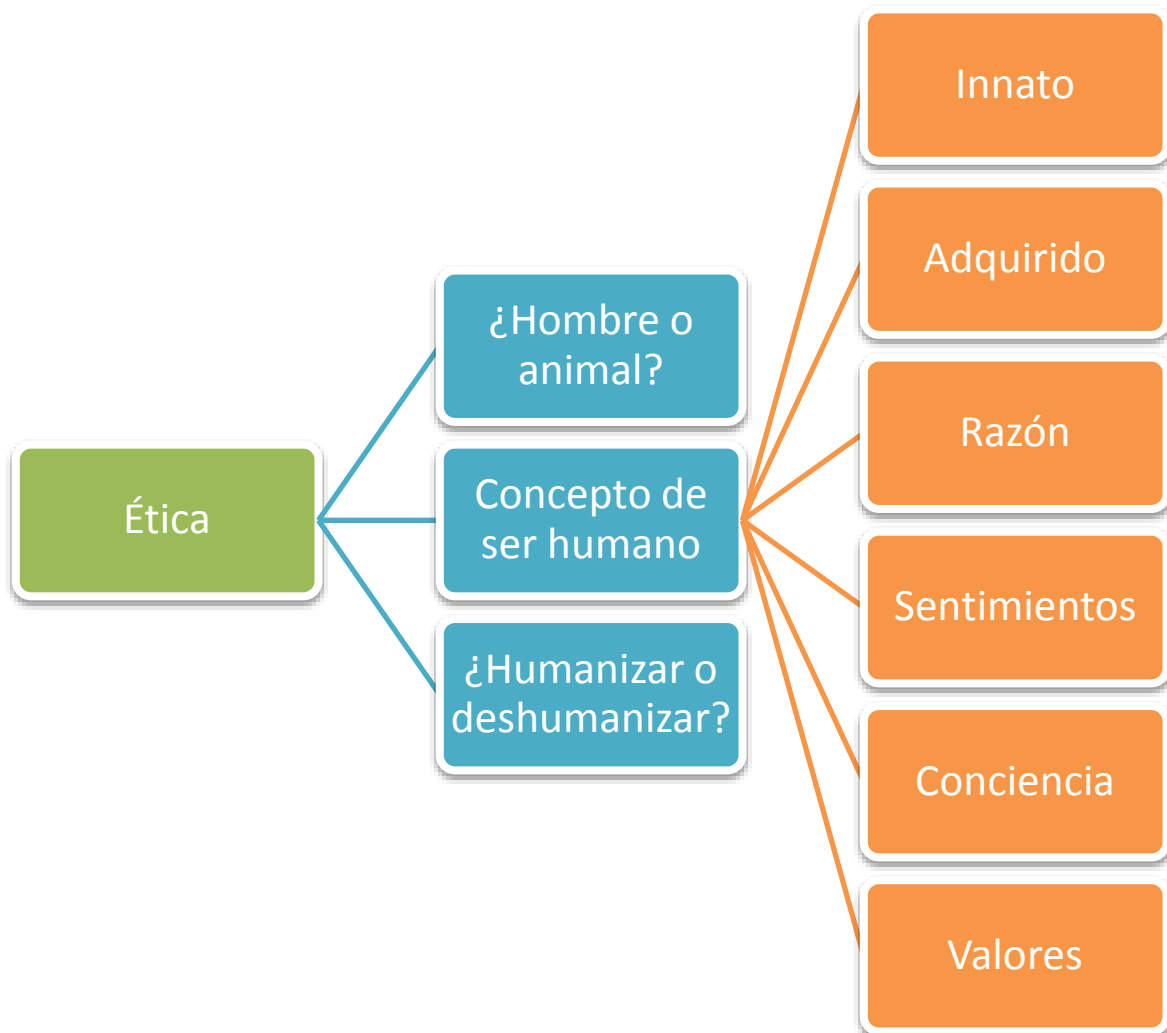 Ética
¿Hombre o
animal?
Concepto de
ser humano
¿Humanizar o
deshumanizar?
Innato
Adquirido
Razón
Sentimientos
Conciencia
Valores